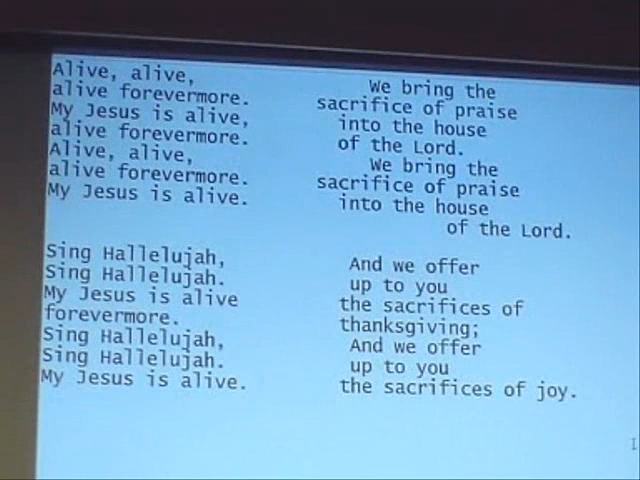 Alive, alive,
alive forevermore.
My Jesus is alive,
alive forevermore.
Alive, alive,
alive forevermore.
My Jesus is alive.
Sing Hallelujah,
Sing Hallelujah.
My Jesus is alive
forevermore.
Sing Hallelujah,
Sing Hallelujah.
My Jesus is alive.
We bring the
sacrifice of praise
into the house
of the Lord.
We bring the
sacrifice of praise
into the house
of the Lord.
And we offer
up to you
the sacrifices of
thanksgiving;
And we offer
up to you
the sacrifices of joy.